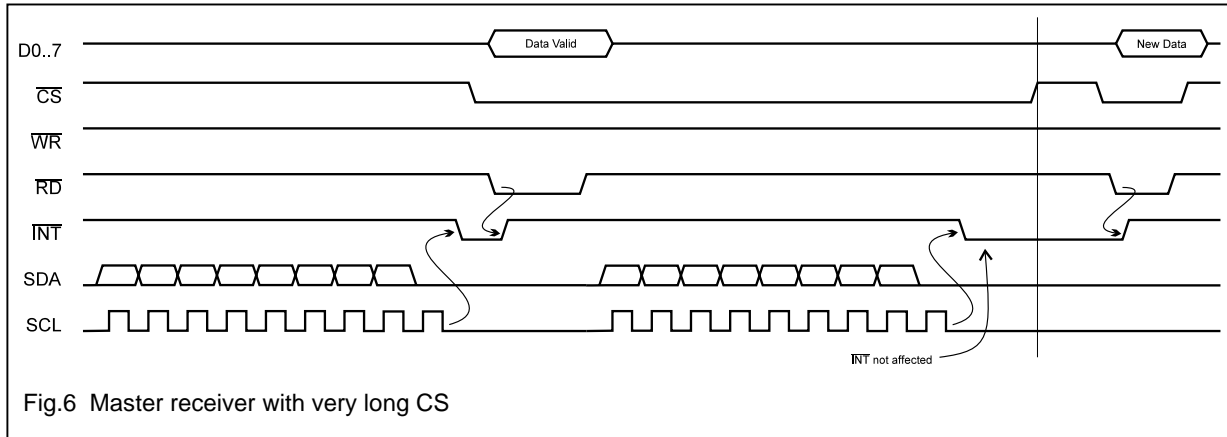 D0..7
Data Valid
New Data
CS
WR
RD
INT
SDA
SCL
INT not affected
Fig.6 Master receiver with very long CS